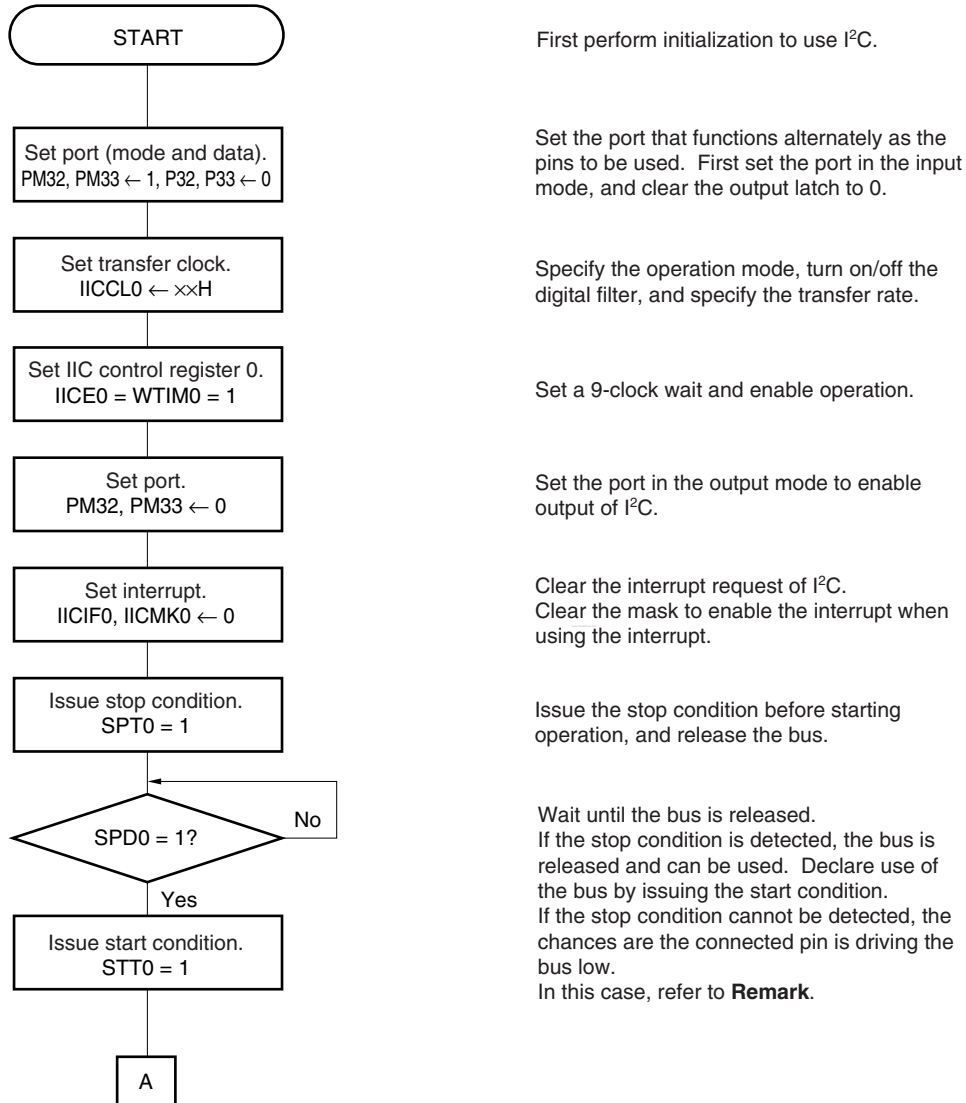 START
First perform initialization to use I²C.
Set port (mode and data).
PM32, PM33 ← 1, P32, P33 ← 0
Set the port that functions alternately as the
pins to be used. First set the port in the input
mode, and clear the output latch to 0.
Set transfer clock.
IICCL0 ← ××H
Specify the operation mode, turn on/off the
digital filter, and specify the transfer rate.
Set IIC control register 0.
IICE0 = WTIM0 = 1
Set a 9-clock wait and enable operation.
Set port.
PM32, PM33 ← 0
Set the port in the output mode to enable
output of I²C.
Set interrupt.
IICIF0, IICMK0 ← 0
Clear the interrupt request of I²C.
Clear the mask to enable the interrupt when
using the interrupt.
Issue stop condition.
SPT0 = 1
Issue the stop condition before starting
operation, and release the bus.
SPD0 = 1?
No
Yes
Wait until the bus is released.
If the stop condition is detected, the bus is
released and can be used. Declare use of
the bus by issuing the start condition.
If the stop condition cannot be detected, the
chances are the connected pin is driving the
bus low.
In this case, refer to Remark.
Issue start condition.
STT0 = 1
A